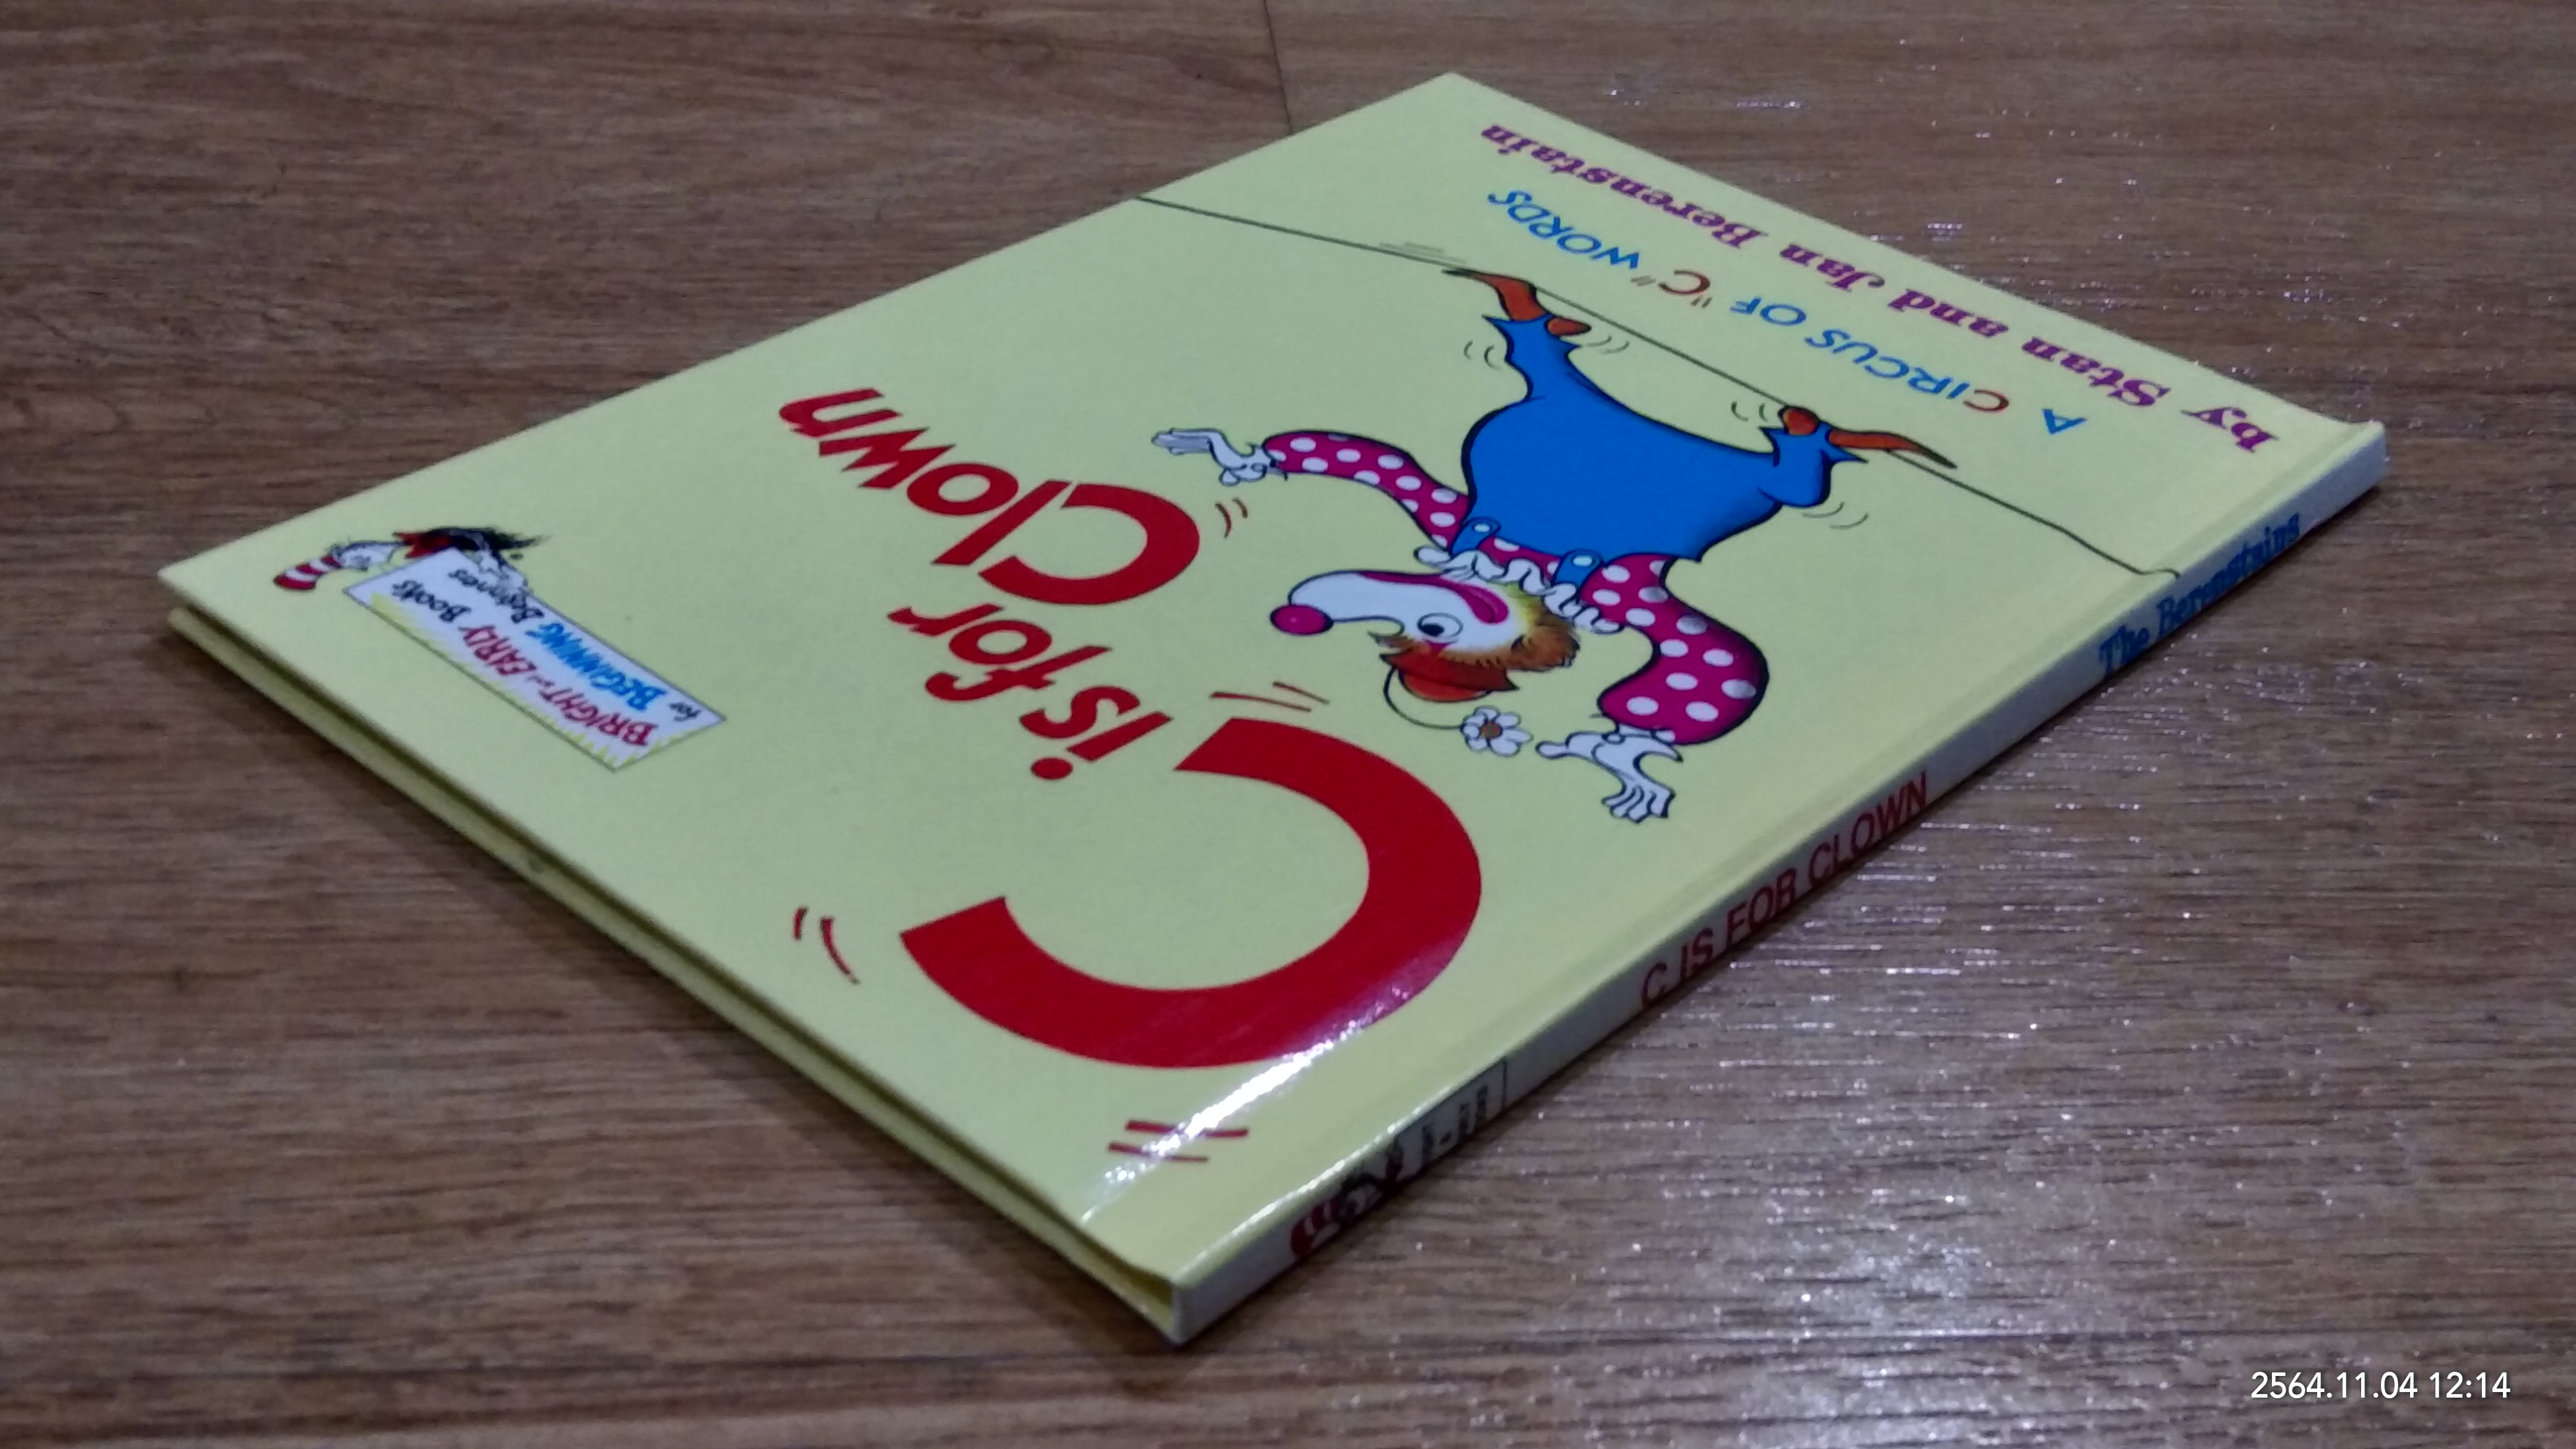 BRIGHT and EARLY Books
for BEGINNING Beginners
C
is for
Clown
A CIRCUS OF "C" WORDS
by Stan and Jan Berenstain
C IS FOR CLOWN
The Berenstains
2564.11.04 12:14